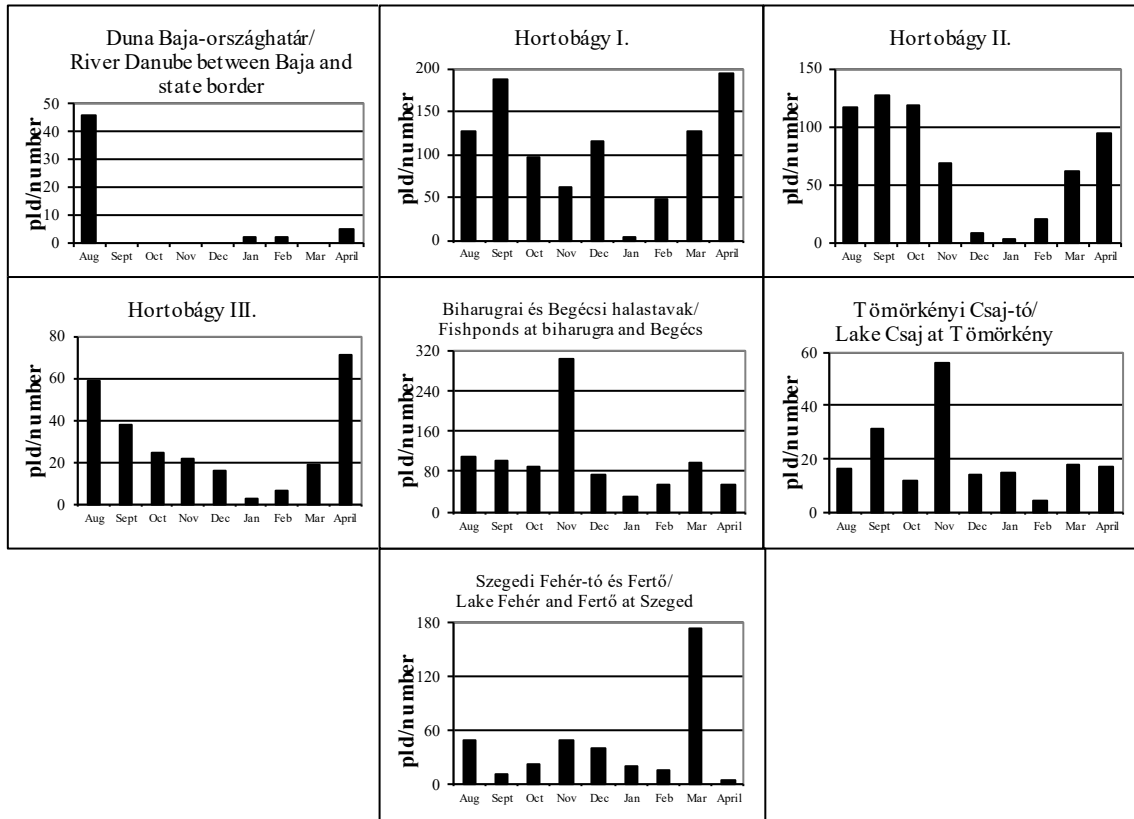 Duna Baja-országhatár/
River Danube between Baja and
state border
pld/number
50
40
30
20
10
0
Aug Sept Oct Nov Dec Jan Feb Mar April
Hortobágy I.
pld/number
200
150
100
50
0
Aug Sept Oct Nov Dec Jan Feb Mar April
Hortobágy II.
pld/number
150
100
50
0
Aug Sept Oct Nov Dec Jan Feb Mar April
Hortobágy III.
pld/number
80
60
40
20
0
Aug Sept Oct Nov Dec Jan Feb Mar April
Biharugrai és Begécsi halastavak/
Fishponds at biharugra and Begécs
pld/number
320
240
160
80
0
Aug Sept Oct Nov Dec Jan Feb Mar April
Tömörkényi Csaj-tó/
Lake Csaj at Tömörkény
pld/number
60
40
20
0
Aug Sept Oct Nov Dec Jan Feb Mar April
Szegedi Fehér-tó és Fertő/
Lake Fehér and Fertő at Szeged
pld/number
180
120
60
0
Aug Sept Oct Nov Dec Jan Feb Mar April